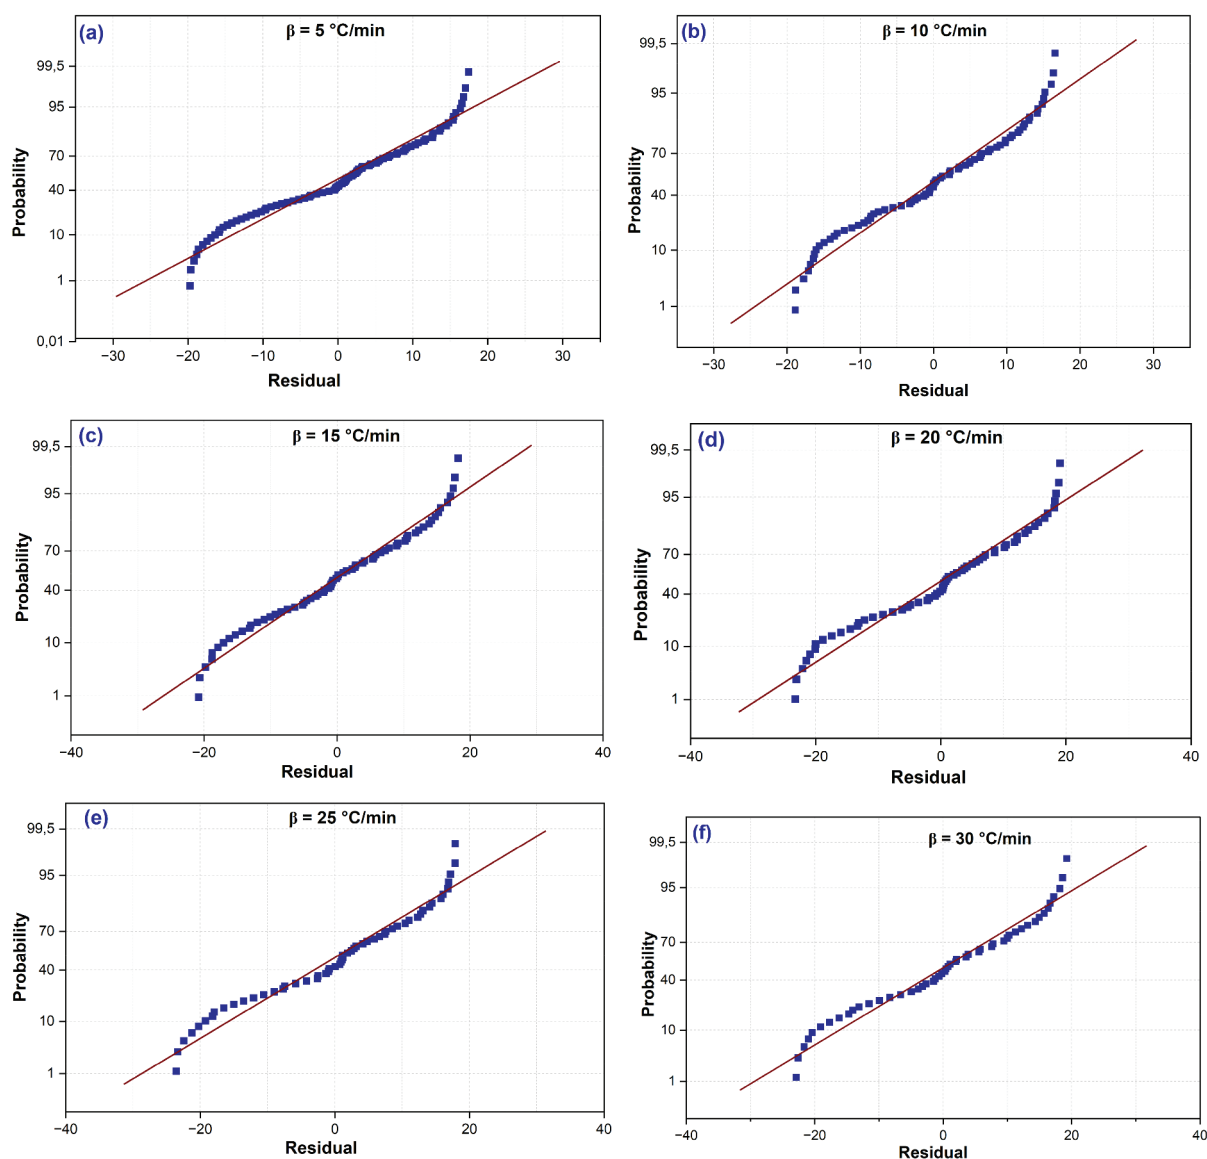 (a)
β = 5 °C/min
99,5
95
70
40
10
1
0,01
Probability
−30
−20
−10
0
10
20
30
Residual
(b)
β = 10 °C/min
99,5
95
70
40
10
1
Probability
−30
−20
−10
0
10
20
30
Residual
(c)
β = 15 °C/min
99,5
95
70
40
10
1
Probability
−40
−20
0
20
40
Residual
(d)
β = 20 °C/min
99,5
95
70
40
10
1
Probability
−40
−20
0
20
40
Residual
(e)
β = 25 °C/min
99,5
95
70
40
10
1
Probability
−40
−20
0
20
40
Residual
(f)
β = 30 °C/min
99,5
95
70
40
10
1
Probability
−40
−20
0
20
40
Residual